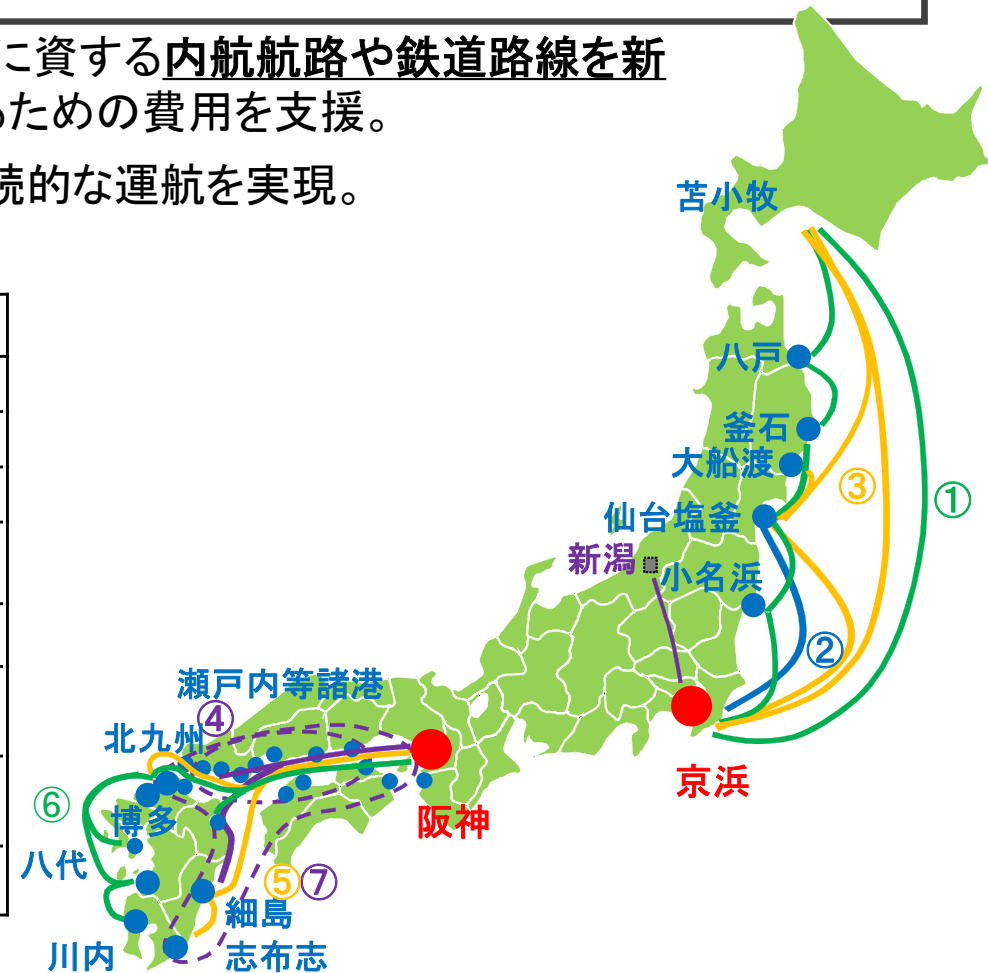 に資する内航航路や鉄道路線を新
るための費用を支援。
続的な運航を実現。
苫小牧
八戸
釜石
大船渡
③
①
仙台塩釜
新潟
小名浜
②
瀬戸内等諸港
④
北九州
京浜
⑥
博多
阪神
八代
⑤⑦
細島
川内
志布志